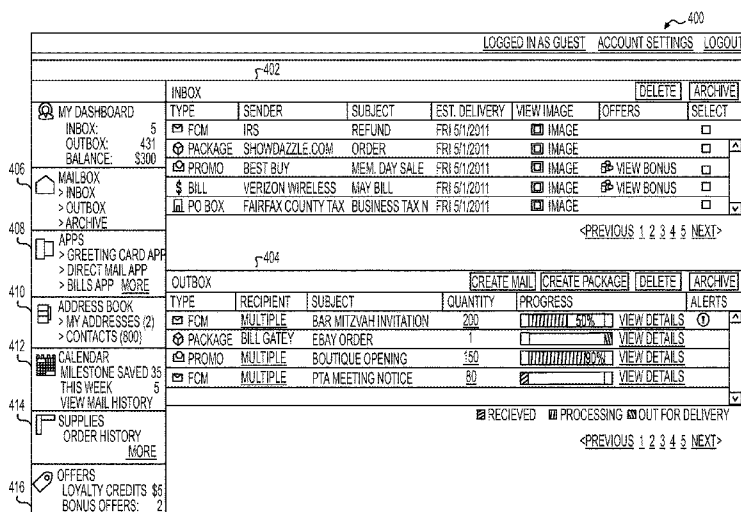 400
LOGGED IN AS GUEST ACCOUNT SETTINGS LOGOUT
402
INBOX DELETE ARCHIVE
TYPE SENDER SUBJECT EST. DELIVERY VIEW IMAGE OFFERS SELECT
FCM IRS REFUND FRI 5/1/2011 IMAGE
PACKAGE SHOWDAZZLE.COM ORDER FRI 5/1/2011 IMAGE
PROMO BEST BUY MEM. DAY SALE FRI 5/1/2011 IMAGE VIEW BONUS
$ BILL VERIZON WIRELESS MAY BILL FRI 5/1/2011 IMAGE VIEW BONUS
PO BOX FAIRFAX COUNTY TAX BUSINESS TAX N FRI 5/1/2011 IMAGE
<PREVIOUS 1 2 3 4 5 NEXT>
MY DASHBOARD
INBOX: 5
OUTBOX: 431
BALANCE: $300
406
MAILBOX
> INBOX
> OUTBOX
> ARCHIVE
408
APPS
> GREETING CARD APP
> DIRECT MAIL APP
> BILLS APP MORE
410
ADDRESS BOOK
> MY ADDRESSES (2)
> CONTACTS (800)
412
CALENDAR
MILESTONE SAVED 35
THIS WEEK 5
VIEW MAIL HISTORY
414
SUPPLIES
ORDER HISTORY
MORE
416
OFFERS
LOYALTY CREDITS $5
BONUS OFFERS: 2
404
OUTBOX CREATE MAIL CREATE PACKAGE DELETE ARCHIVE
TYPE RECIPIENT SUBJECT QUANTITY PROGRESS ALERTS
FCM MULTIPLE BAR MITZVAH INVITATION 200 50% VIEW DETAILS
PACKAGE BILL GATEY EBAY ORDER 1 VIEW DETAILS
PROMO MULTIPLE BOUTIQUE OPENING 150 90% VIEW DETAILS
FCM MULTIPLE PTA MEETING NOTICE 80 VIEW DETAILS
RECIEVED PROCESSING OUT FOR DELIVERY
<PREVIOUS 1 2 3 4 5 NEXT>